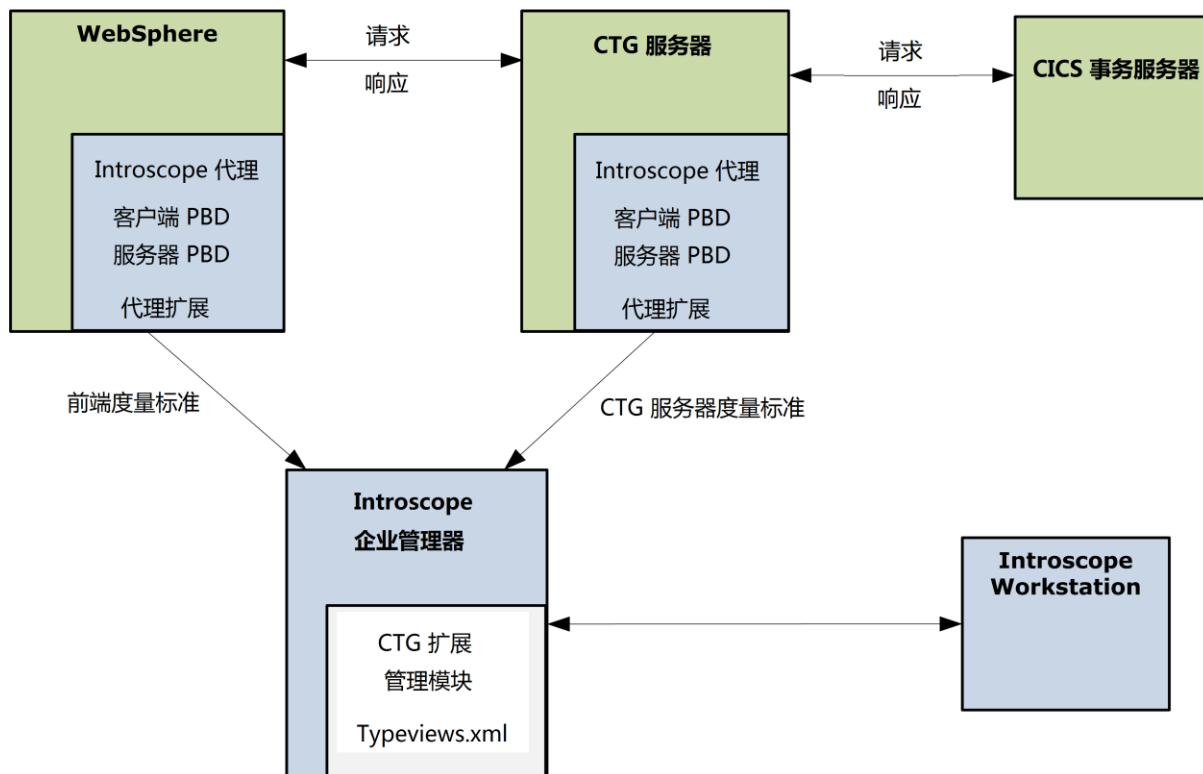 WebSphere
Introscope 代理
客户端 PBD
服务器 PBD
代理扩展
请求
响应
CTG 服务器
Introscope 代理
客户端 PBD
服务器 PBD
代理扩展
请求
响应
CICS 事务服务器
前端度量标准
CTG 服务器度量标准
Introscope
企业管理器
CTG 扩展
管理模块
Typeviews.xml
Introscope
Workstation